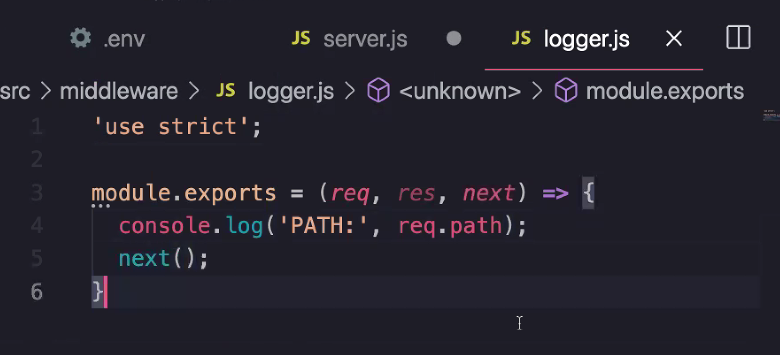 .env JS server.js JS logger.js
src > middleware > JS logger.js > <unknown> > module.exports
1 'use strict';
2
3 module.exports = (req, res, next) => {
4 console.log('PATH:', req.path);
5 next();
6 }